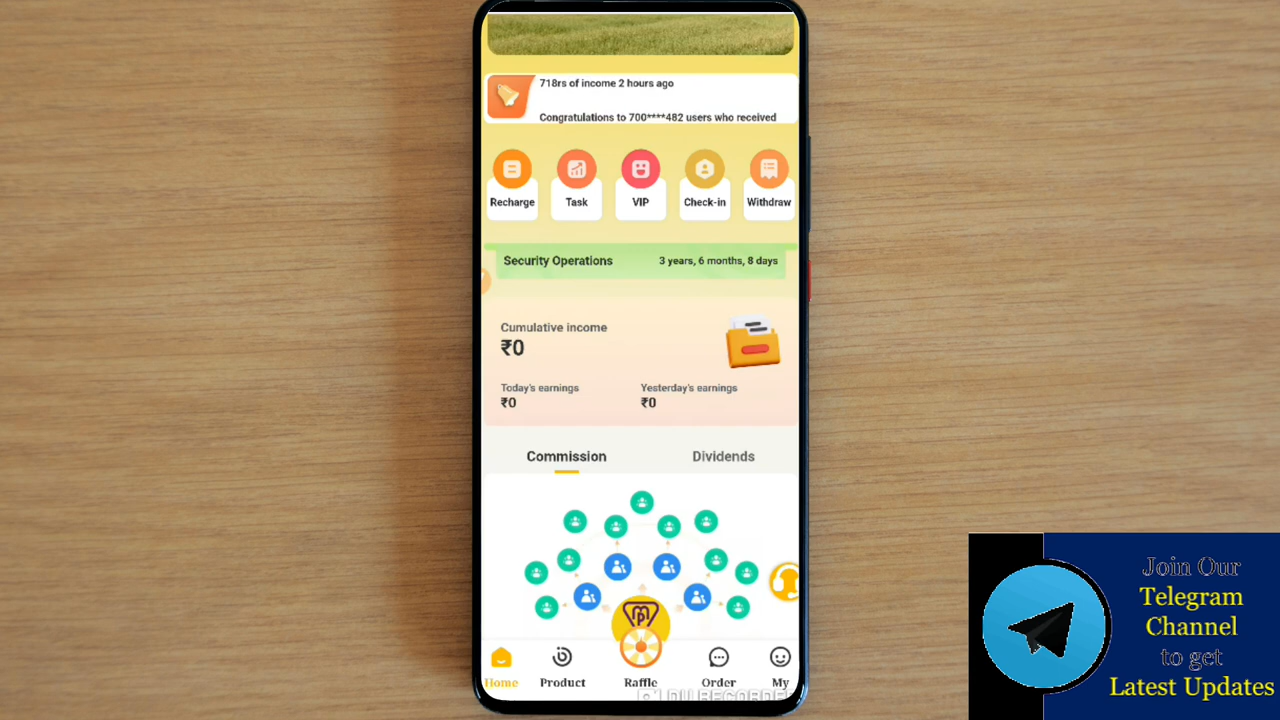 718rs of income 2 hours ago
Congratulations to 700****482 users who received
Recharge Task VIP Check-in Withdraw
Security Operations 3 years, 6 months, 8 days
Cumulative income
₹0
Today's earnings Yesterday's earnings
₹0 ₹0
Commission Dividends
Home Product Raffle Order My
Join Our
Telegram
Channel
to get
Latest Updates